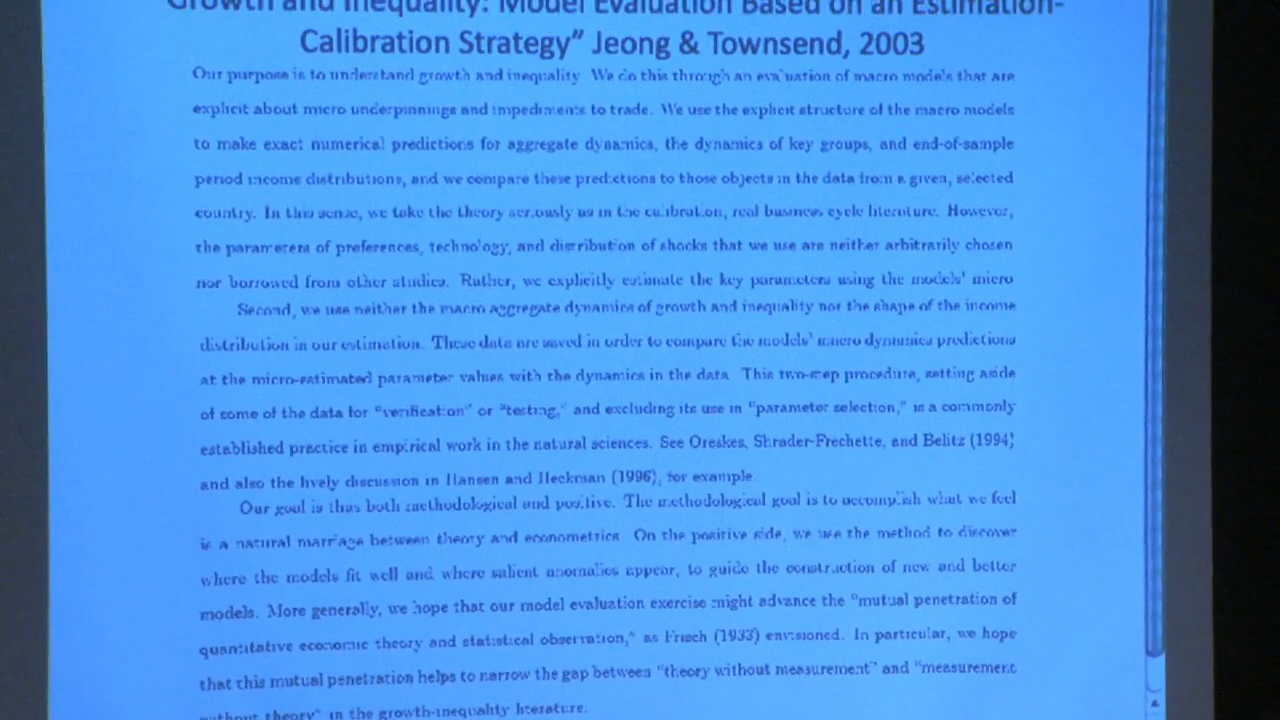 Growth and Inequality: Model Evaluation Based on an Estimation-
Calibration Strategy” Jeong & Townsend, 2003
Our purpose is to understand growth and inequality We do this through an evaluation of macro models that are
explicit about micro underpinnings and impediments to trade. We use the explicit structure of the macro models
to make exact numerical predictions for aggregate dynamics, the dynamics of key groups, and end-of-sample
period income distributions, and we compare these predictions to those objects in the data from a given, selected
country. In this sense, we take the theory seriously as in the calibration, real business cycle literature. However,
the parameters of preferences, technology, and distribution of shocks that we use are neither arbitrarily chosen
nor borrowed from other studies. Rather, we explicitly estimate the key parameters using the models' micro
Second, we use neither the macro aggregate dynamics of growth and inequality nor the shape of the income
distribution in our estimation. These data are saved in order to compare the models' macro dynamics predictions
at the micro-estimated parameter values with the dynamics in the data This two-step procedure, setting aside
of some of the data for "verification" or "testing," and excluding its use in "parameter selection," is a commonly
established practice in empirical work in the natural sciences. See Oreskes, Shrader-Frechette, and Belitz (1994)
and also the lively discussion in Hansen and Heckman (1996), for example.
Our goal is thus both methodological and positive. The methodological goal is to accomplish what we feel
is a natural marriage between theory and econometrics On the positive side, we use the method to discover
where the models fit well and where salient anomalies appear, to guide the construction of new and better
models. More generally, we hope that our model evaluation exercise might advance the "mutual penetration of
quantitative economic theory and statistical observation," as Frisch (1933) envisioned. In particular, we hope
that this mutual penetration helps to narrow the gap between "theory without measurement" and "measurement
without theory" in the growth-inequality literature.